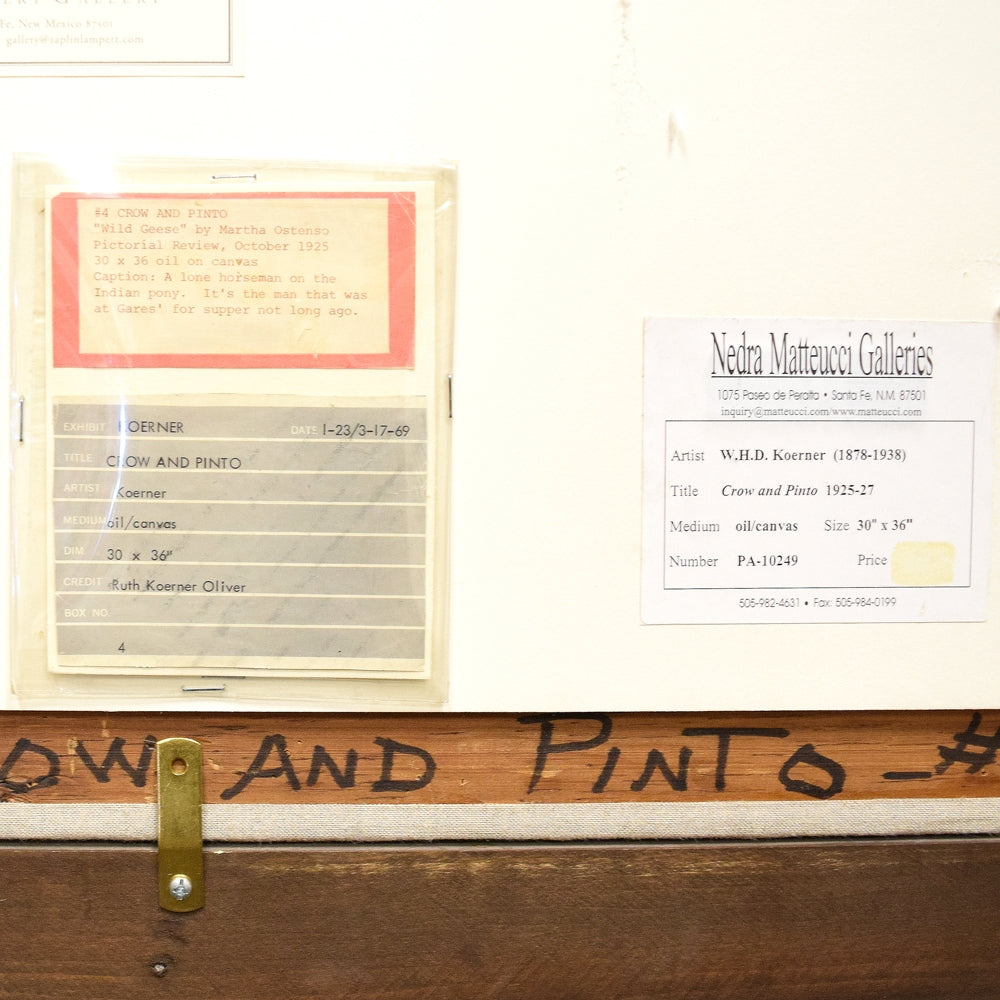 Fe, New Mexico 87501
gallery@zaplinlampert.com
#4 CROW AND PINTO
"Wild Geese" by Martha Ostenso
Pictorial Review, October 1925
30 x 36 oil on canvas
Caption: A lone horseman on the
Indian pony. It's the man that was
at Gares' for supper not long ago.
EXHIBIT KOERNER DATE 1-23/3-17-69
TITLE CROW AND PINTO
ARTIST Koerner
MEDIUM oil/canvas
DIM. 30 x 36"
CREDIT Ruth Koerner Oliver
BOX NO.
4
Nedra Matteucci Galleries
1075 Paseo de Peralta • Santa Fe, N.M. 87501
inquiry@matteucci.com/www.matteucci.com
Artist W.H.D. Koerner (1878-1938)
Title Crow and Pinto 1925-27
Medium oil/canvas Size 30" x 36"
Number PA-10249 Price
505-982-4631 • Fax: 505-984-0199
OW AND PINTO - #